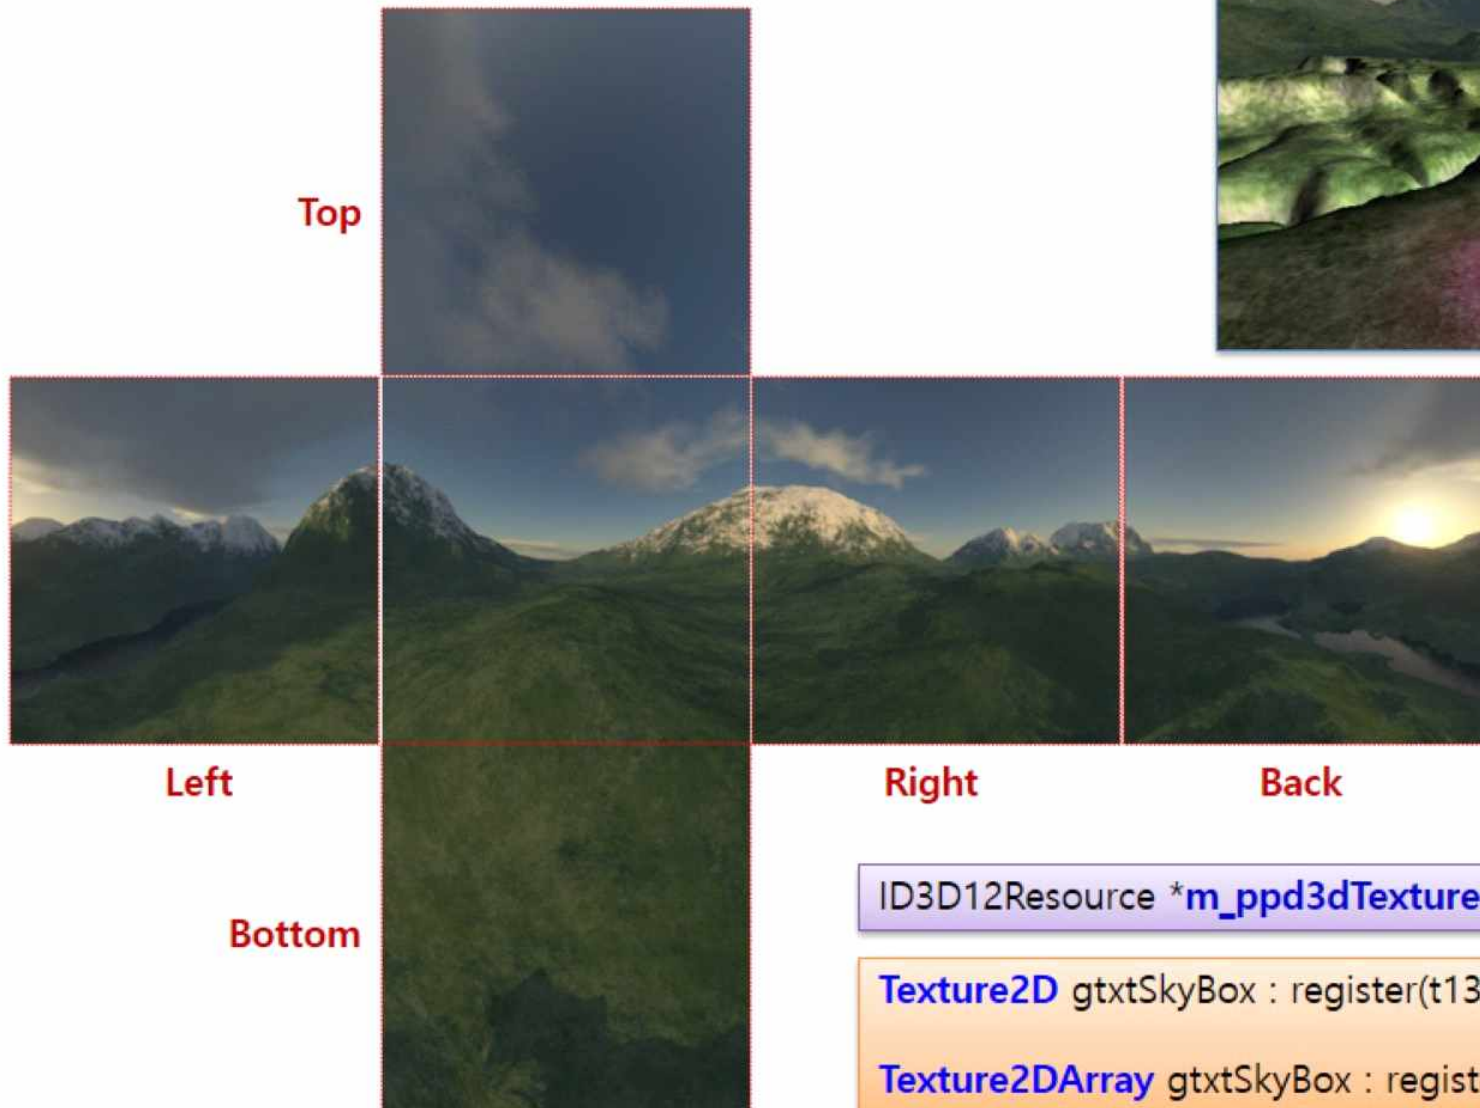 Top
Left
Right
Back
Bottom
ID3D12Resource *m_ppd3dTexture
Texture2D gtxtSkyBox : register(t13
Texture2DArray gtxtSkyBox : regist